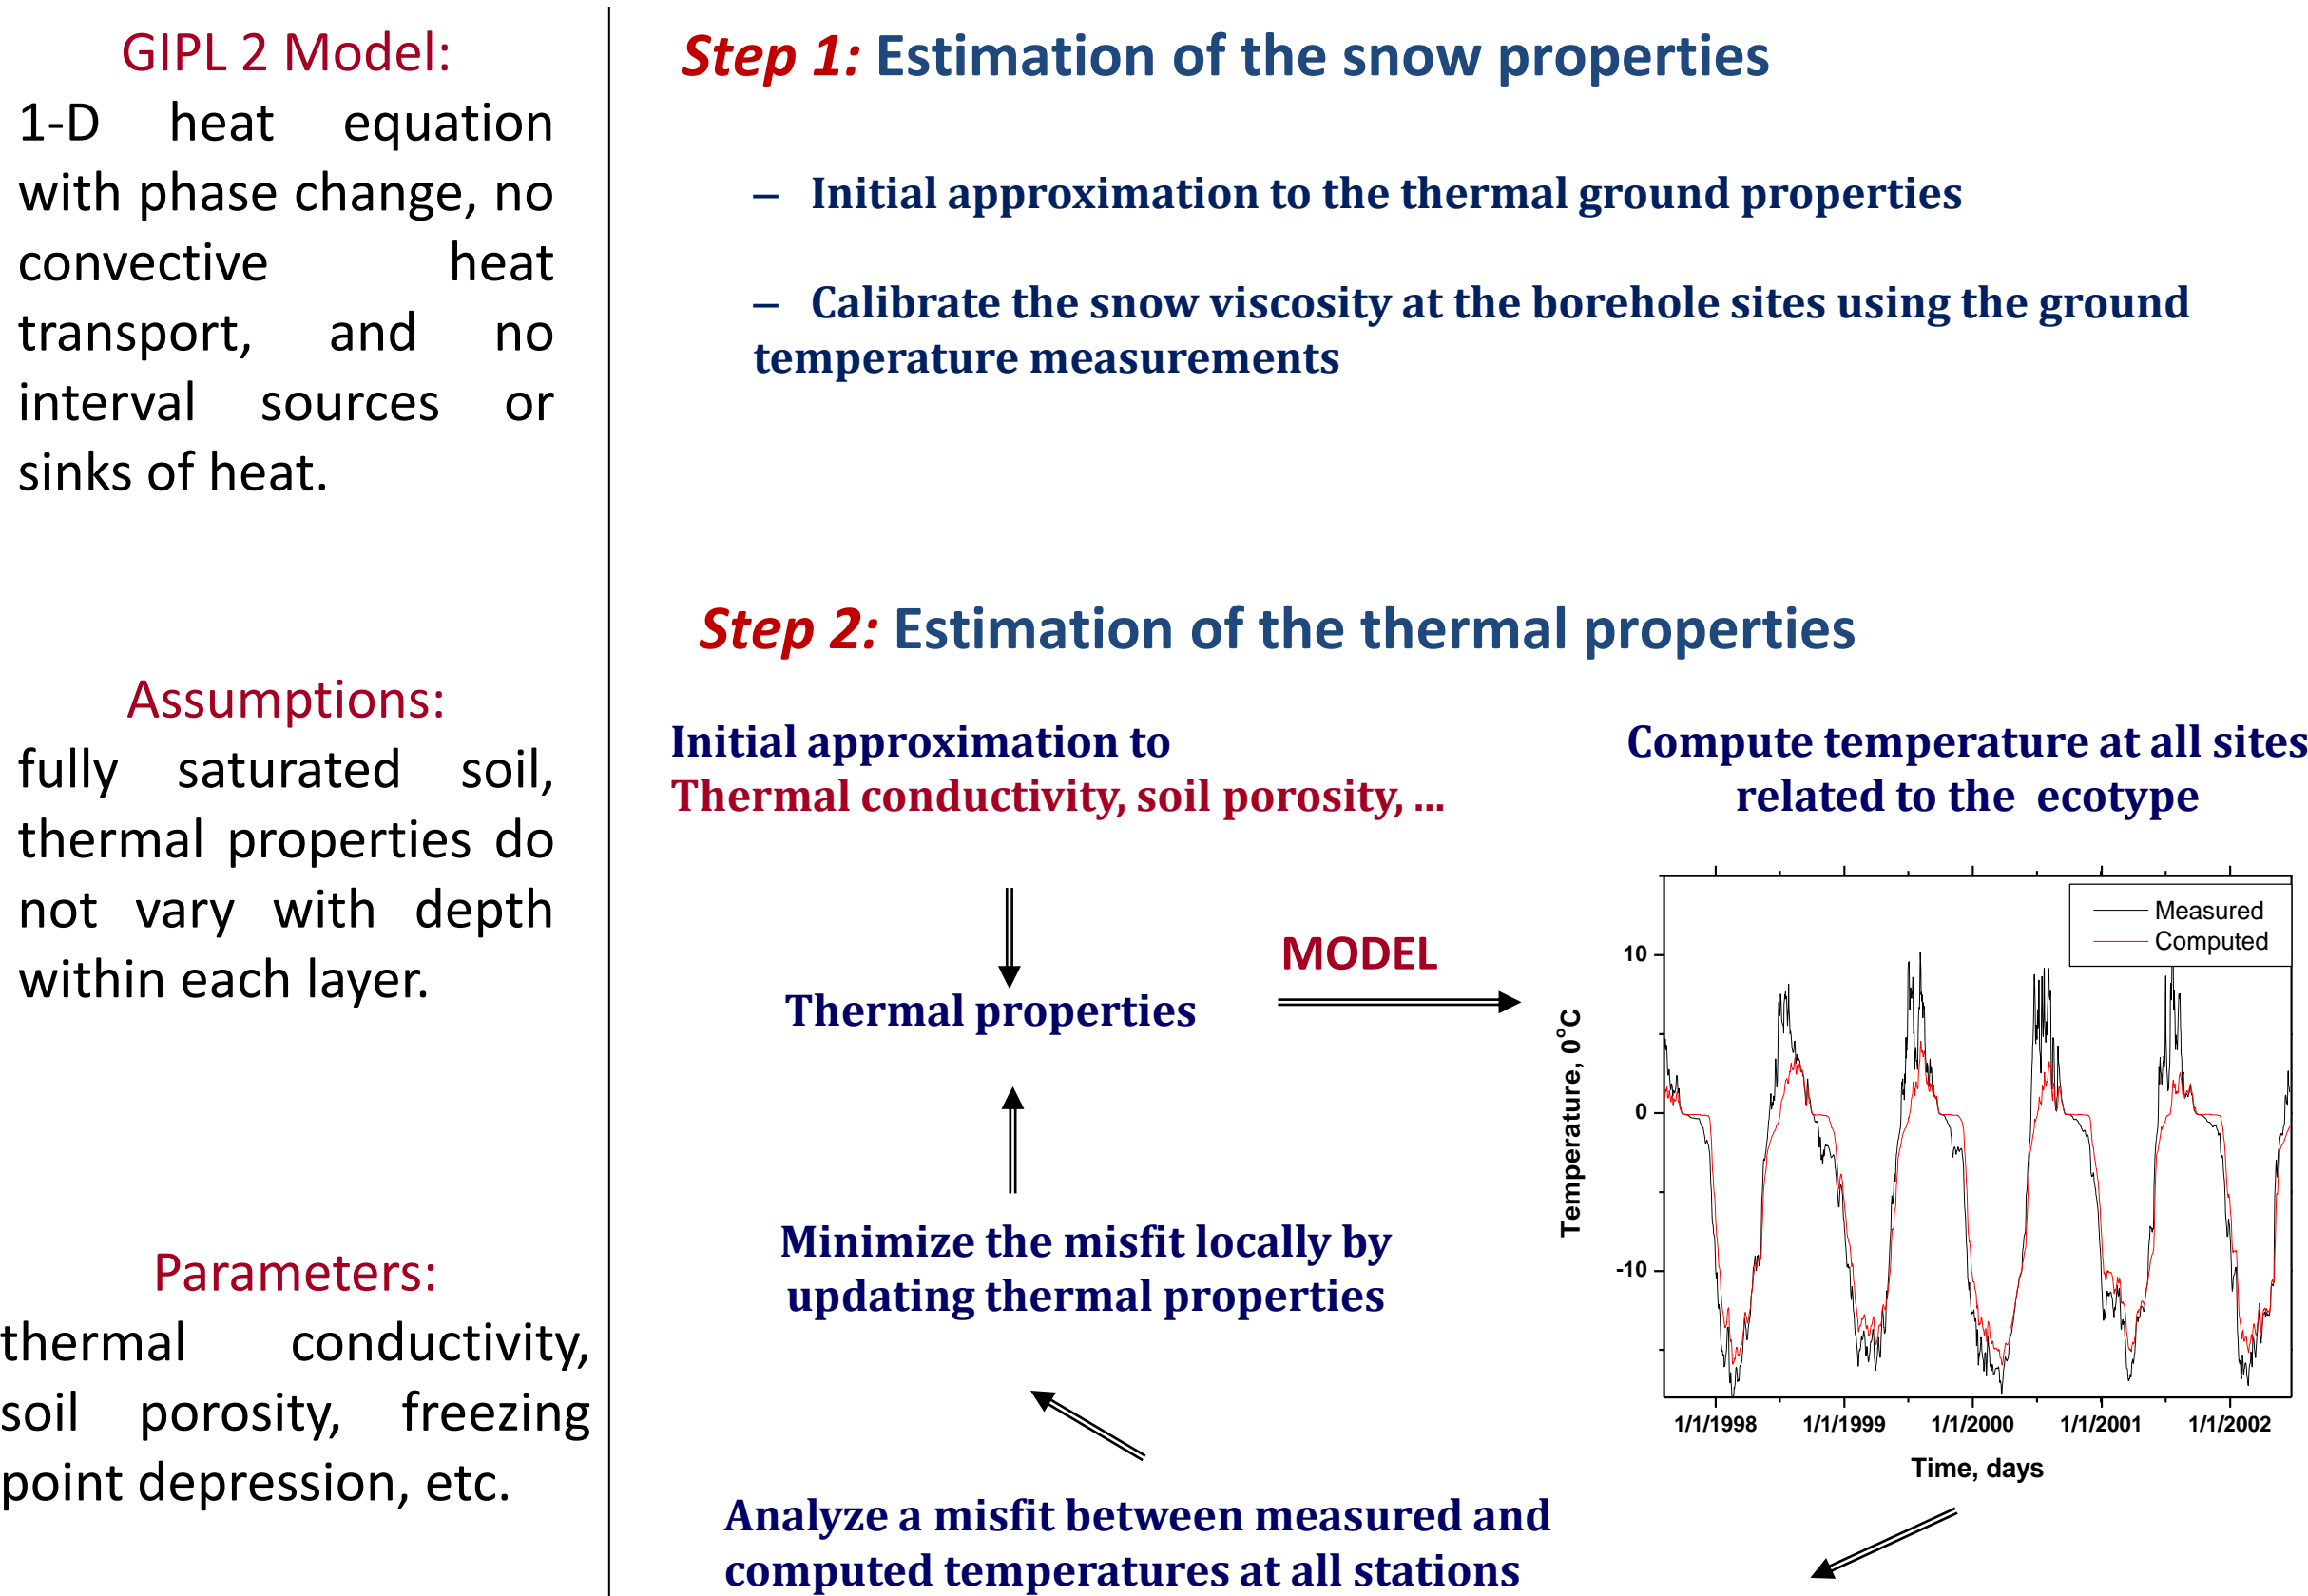 GIPL 2 Model:
1-D heat equation
with phase change, no
convective heat
transport, and no
interval sources or
sinks of heat.
Assumptions:
fully saturated soil,
thermal properties do
not vary with depth
within each layer.
Parameters:
thermal conductivity,
soil porosity, freezing
point depression, etc.
Step 1: Estimation of the snow properties
– Initial approximation to the thermal ground properties
– Calibrate the snow viscosity at the borehole sites using the ground
temperature measurements
Step 2: Estimation of the thermal properties
Initial approximation to
Thermal conductivity, soil porosity, ...
Thermal properties
MODEL
Minimize the misfit locally by
updating thermal properties
Analyze a misfit between measured and
computed temperatures at all stations
Compute temperature at all sites
related to the ecotype
Measured
Computed
10
0
-10
Temperature, 0°C
1/1/1998 1/1/1999 1/1/2000 1/1/2001 1/1/2002
Time, days